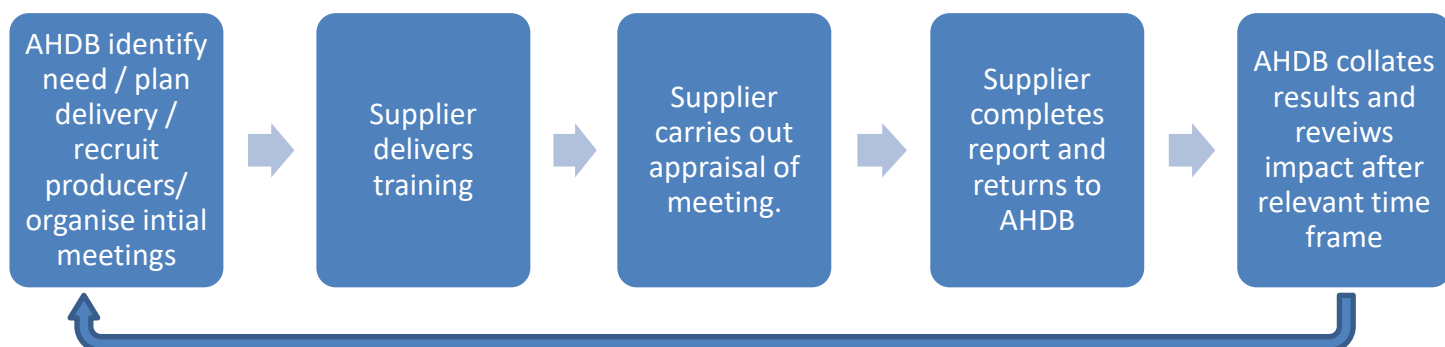 AHDB identify
need / plan
delivery /
recruit
producers/
organise intial
meetings
Supplier
delivers
training
Supplier
carries out
appraisal of
meeting.
Supplier
completes
report and
returns to
AHDB
AHDB collates
results and
reveiws
impact after
relevant time
frame